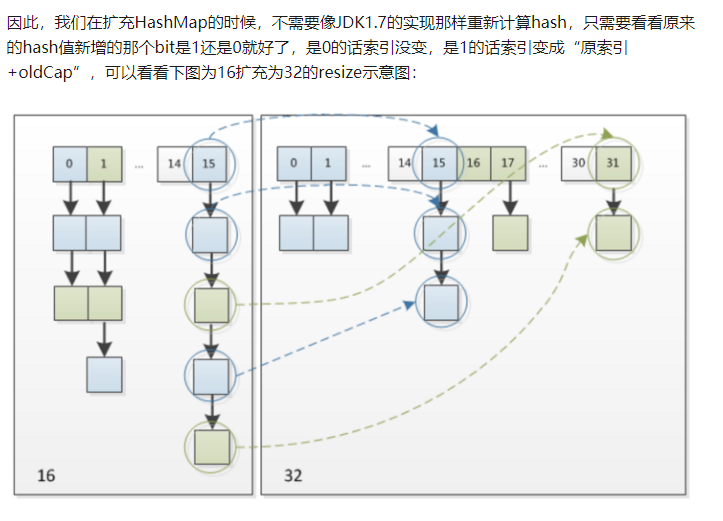 因此，我们在扩充HashMap的时候，不需要像JDK1.7的实现那样重新计算hash，只需要看看原来
的hash值新增的那个bit是1还是0就好了，是0的话索引没变，是1的话索引变成“原索引
+oldCap”，可以看看下图为16扩充为32的resize示意图：
0 1 ... 14 15
0 1 ... 14 15 16 17 ... 30 31
16
32